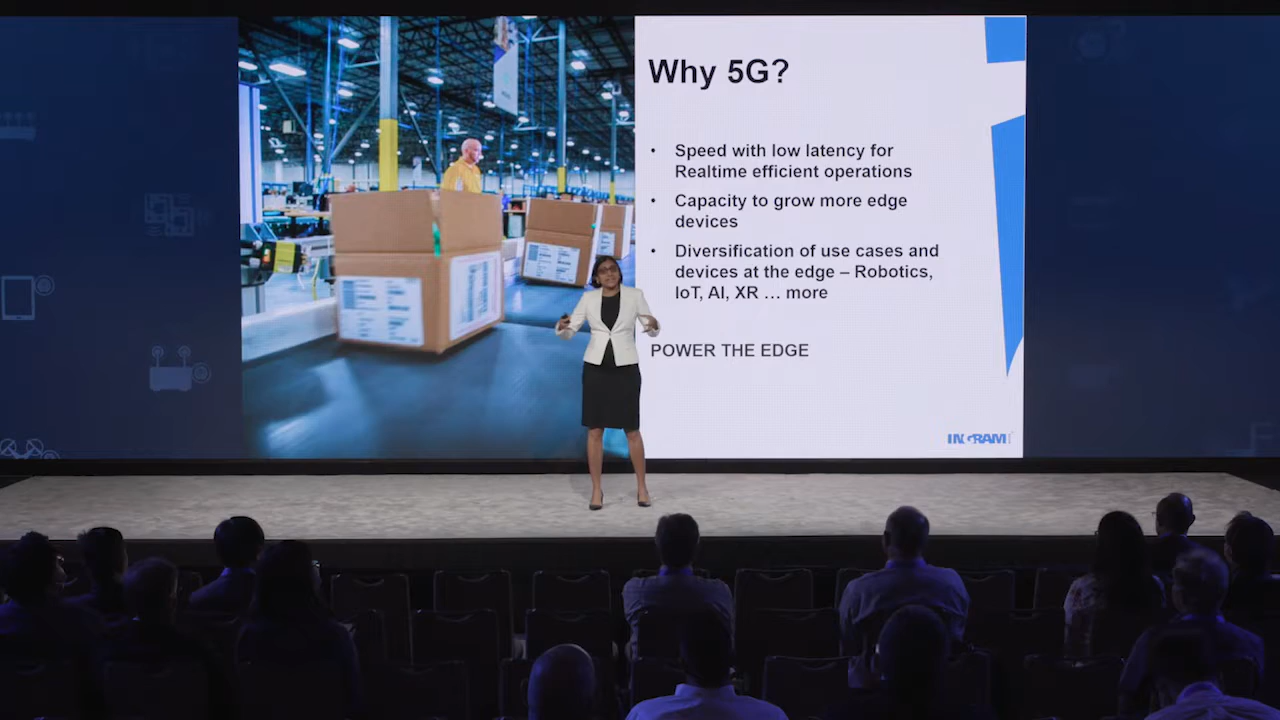 Why 5G?
• Speed with low latency for
Realtime efficient operations
• Capacity to grow more edge
devices
• Diversification of use cases and
devices at the edge – Robotics,
IoT, AI, XR … more
POWER THE EDGE
INGRAM